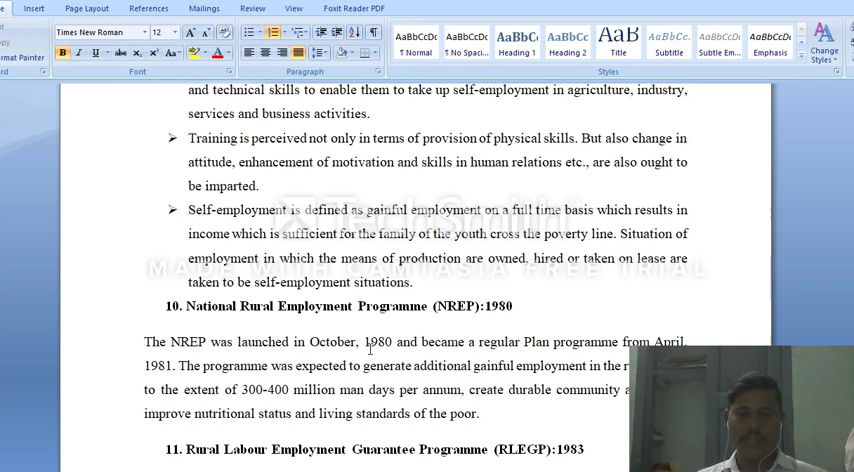 Insert Page Layout References Mailings Review View Foxit Reader PDF
Times New Roman 12
Format Painter
B I U abc x₂ x² Aa
AaBbCcDc AaBbCcDc AaBbC AaBbCc AaB AaBbCc. AaBbCcDc AaBbCcDc
¶ Normal ¶ No Spaci... Heading 1 Heading 2 Title Subtitle Subtle Em... Emphasis
Change
Styles
Font Paragraph Styles
and technical skills to enable them to take up self-employment in agriculture, industry,
services and business activities.
➢ Training is perceived not only in terms of provision of physical skills. But also change in
attitude, enhancement of motivation and skills in human relations etc., are also ought to
be imparted.
➢ Self-employment is defined as gainful employment on a full time basis which results in
income which is sufficient for the family of the youth cross the poverty line. Situation of
employment in which the means of production are owned, hired or taken on lease are
taken to be self-employment situations.
TechSmith
MADE WITH CAMTASIA FREE TRIAL
10. National Rural Employment Programme (NREP):1980
The NREP was launched in October, 1980 and became a regular Plan programme from April,
1981. The programme was expected to generate additional gainful employment in the
to the extent of 300-400 million man days per annum, create durable community
improve nutritional status and living standards of the poor.
11. Rural Labour Employment Guarantee Programme (RLEGP):1983